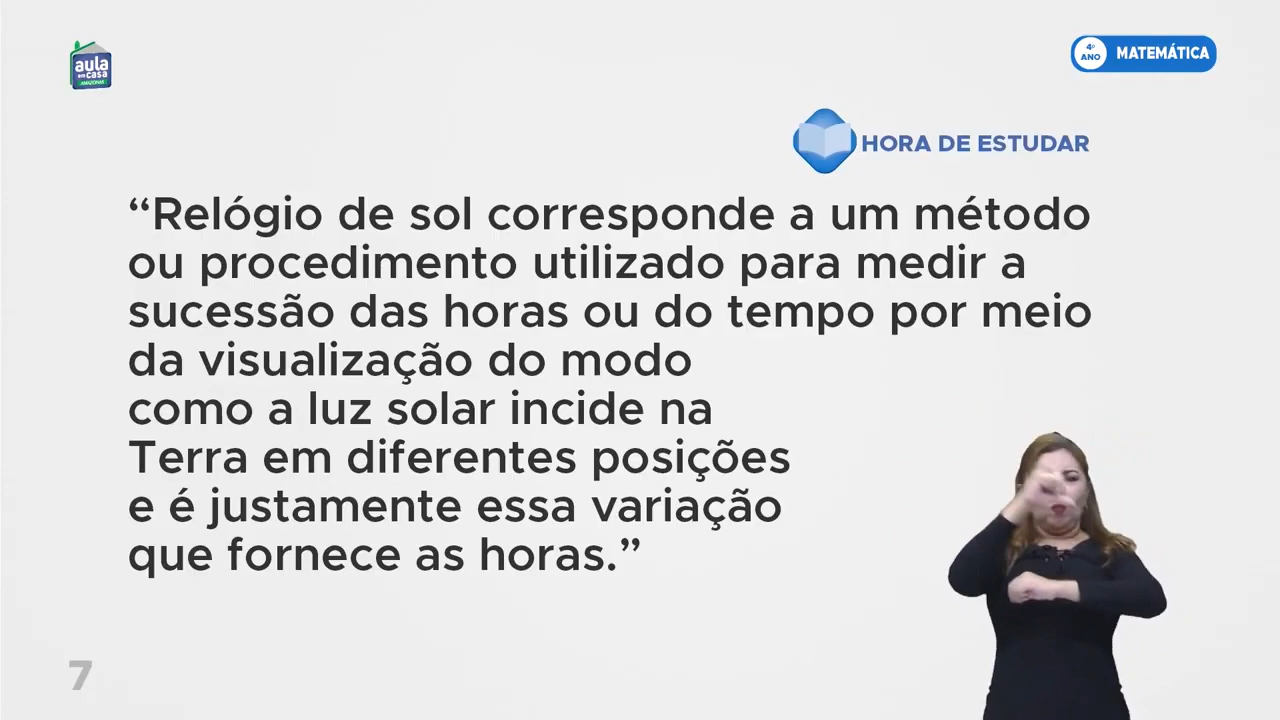 aula
em casa
AMAZONAS
4º
ANO
MATEMÁTICA
HORA DE ESTUDAR
“Relógio de sol corresponde a um método
ou procedimento utilizado para medir a
sucessão das horas ou do tempo por meio
da visualização do modo
como a luz solar incide na
Terra em diferentes posições
e é justamente essa variação
que fornece as horas.”
7